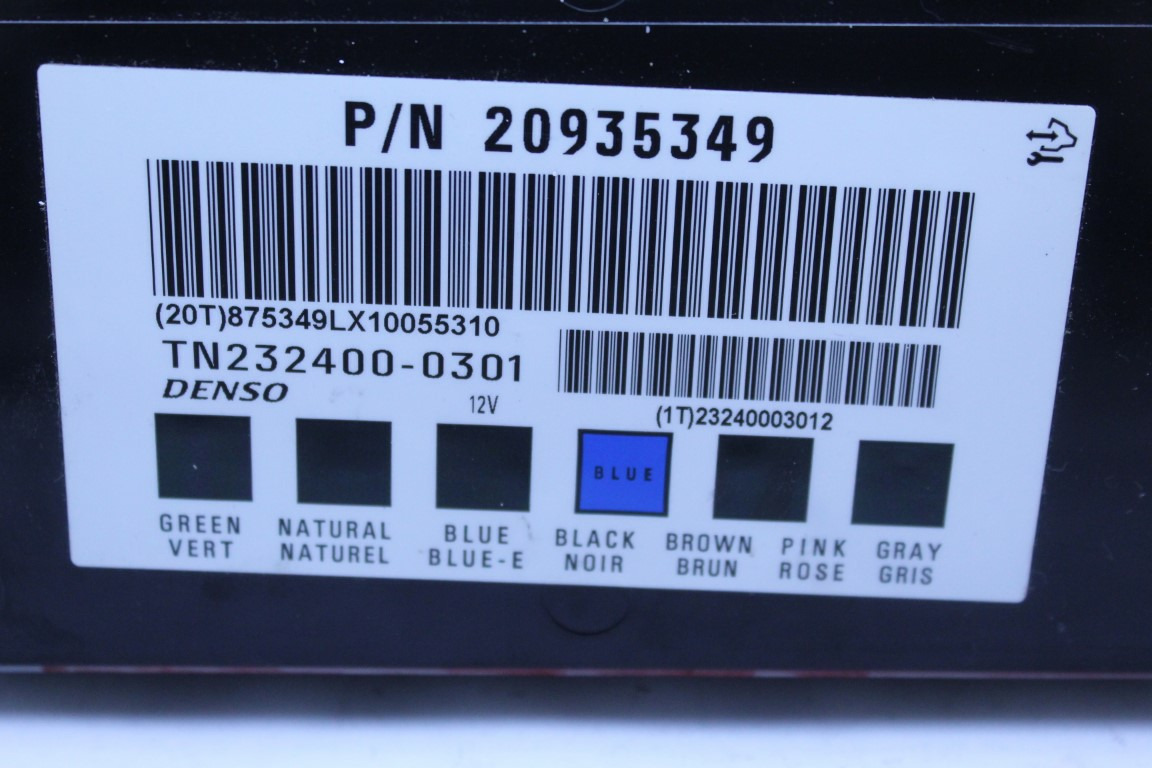 P/N 20935349
(20T)875349LX10055310
TN232400-0301
DENSO
12V
(1T)23240003012
BLUE
GREEN NATURAL BLUE BLACK BROWN PINK GRAY
VERT NATUREL BLUE-E NOIR BRUN ROSE GRIS